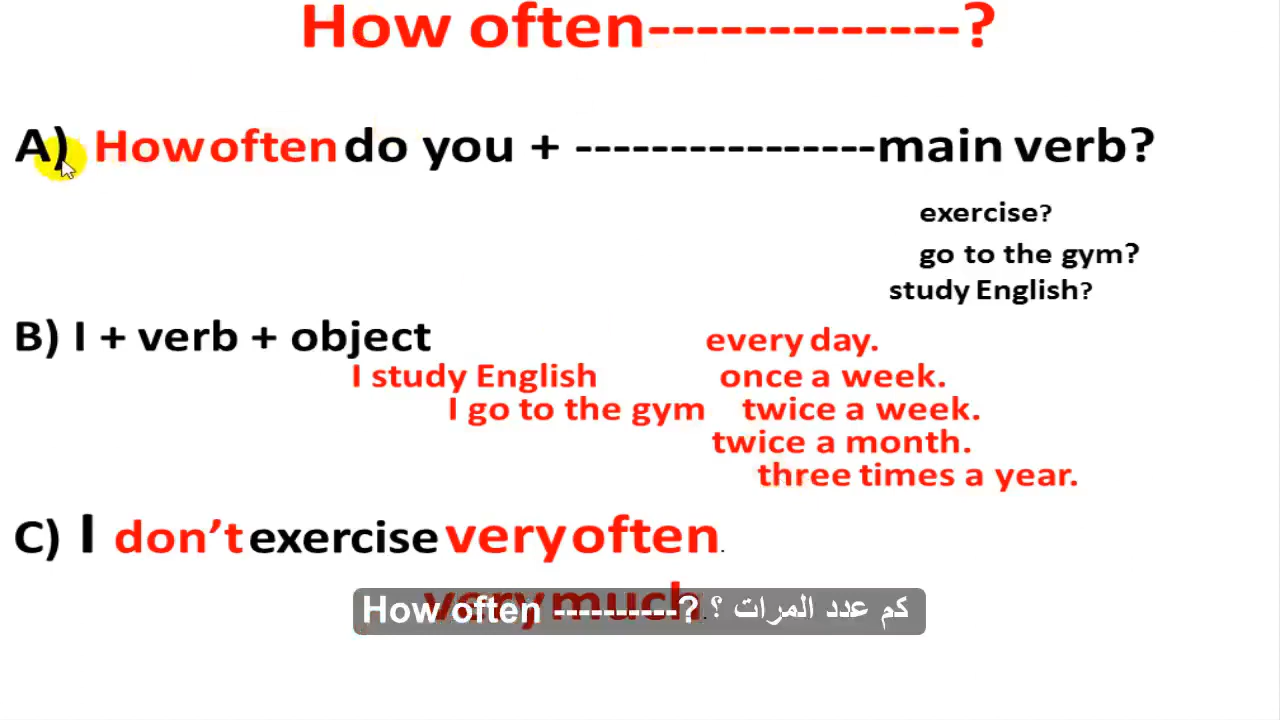 How often-------------?
A) How often do you + ----------------main verb?
exercise?
go to the gym?
study English?
B) I + verb + object
every day.
I study English once a week.
I go to the gym twice a week.
twice a month.
three times a year.
C) I don't exercise very often.
very much.
How often ----------? كم عدد المرات ؟